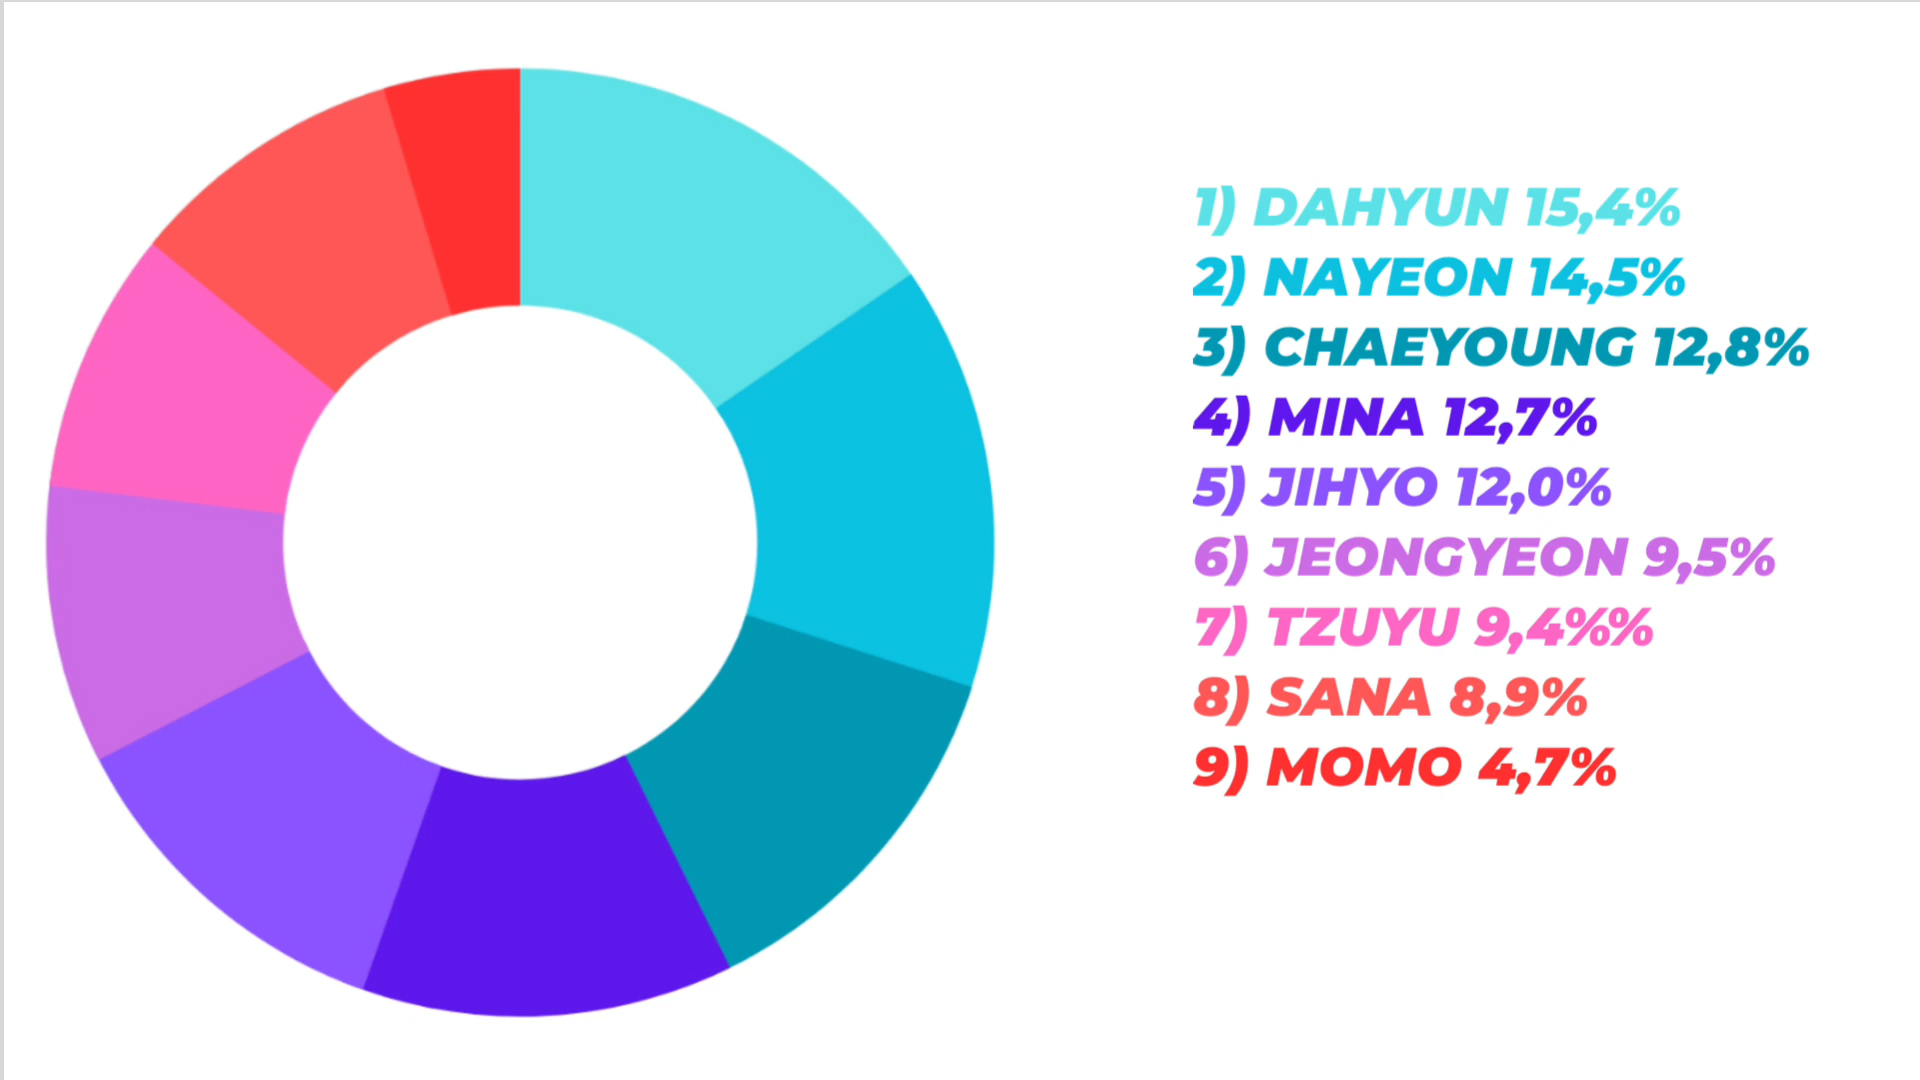 1) DAHYUN 15,4%
2) NAYEON 14,5%
3) CHAEYOUNG 12,8%
4) MINA 12,7%
5) JIHYO 12,0%
6) JEONGYEON 9,5%
7) TZUYU 9,4%%
8) SANA 8,9%
9) MOMO 4,7%